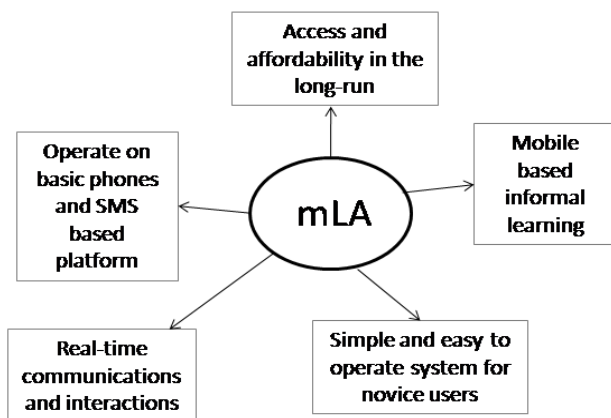 Access and
affordability in the
long-run
Operate on
basic phones
and SMS
based
platform
mLA
Mobile
based
informal
learning
Real-time
communications
and interactions
Simple and easy to
operate system for
novice users